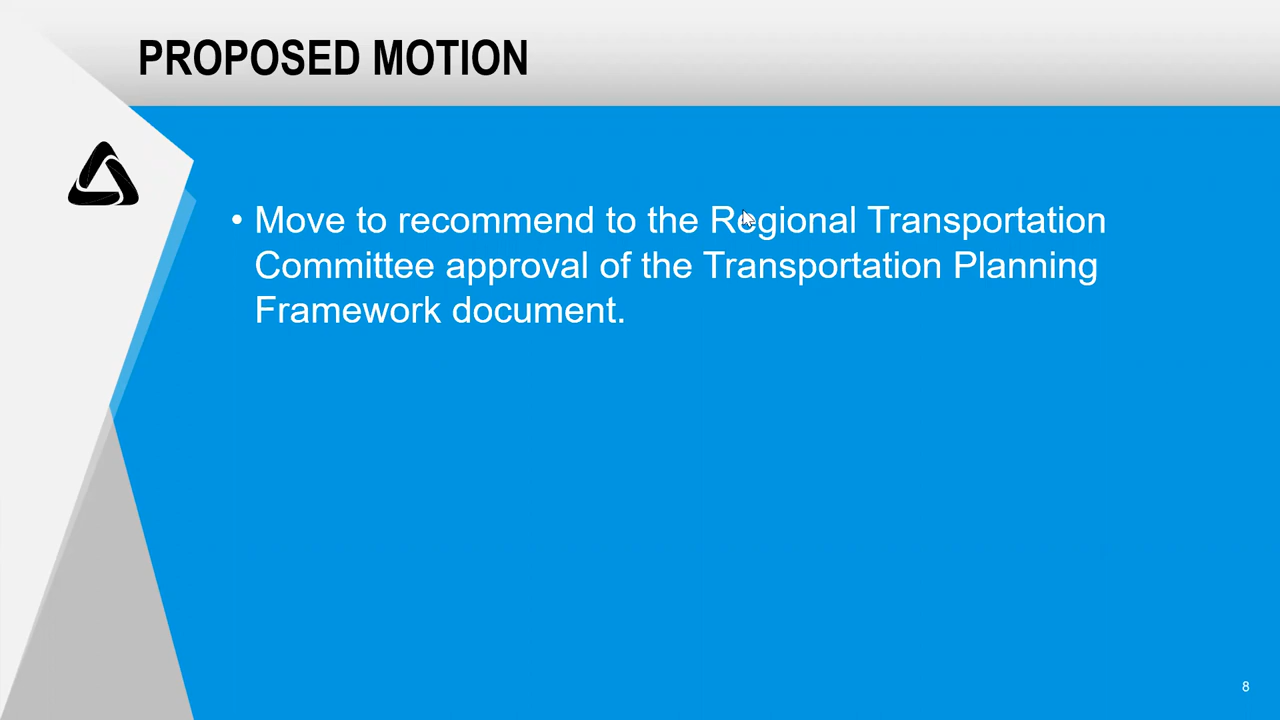 PROPOSED MOTION
• Move to recommend to the Regional Transportation
Committee approval of the Transportation Planning
Framework document.
8